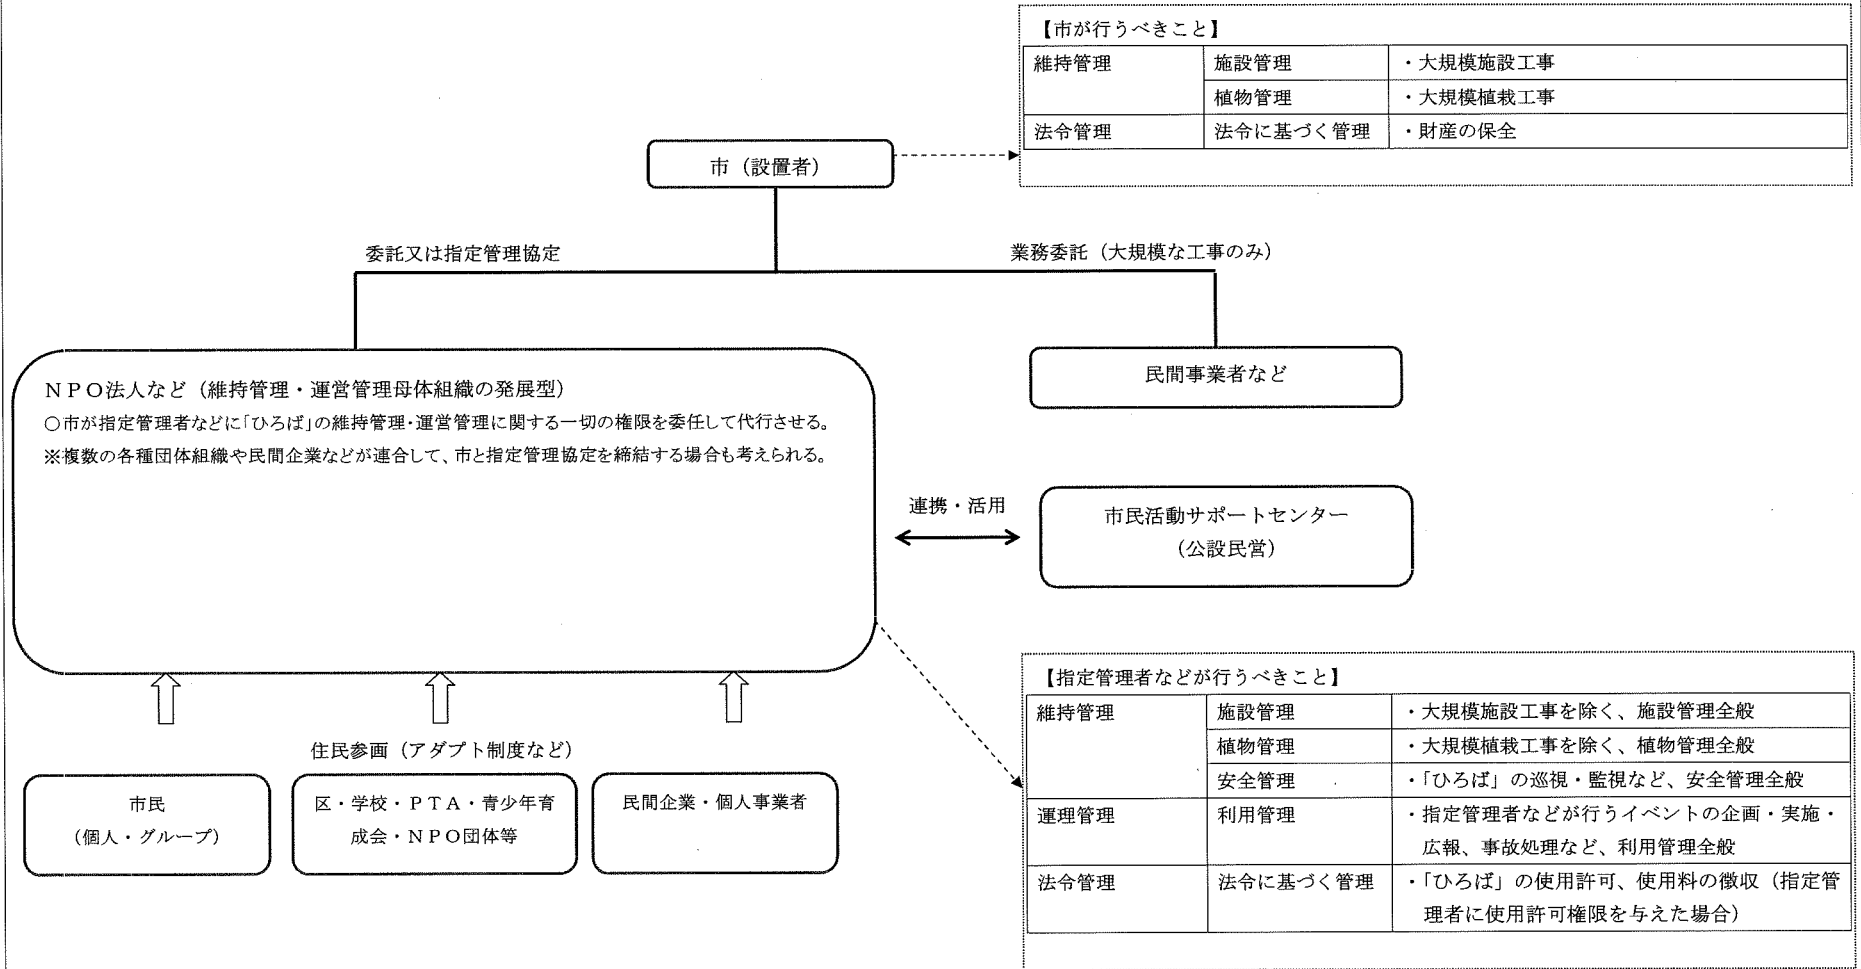 【市が行うべきこと】
維持管理 施設管理 ・大規模施設工事
植物管理 ・大規模植栽工事
法令管理 法令に基づく管理 ・財産の保全
市（設置者）
委託又は指定管理協定
業務委託（大規模な工事のみ）
ＮＰＯ法人など（維持管理・運営管理母体組織の発展型）
○市が指定管理者などに「ひろば」の維持管理・運営管理に関する一切の権限を委任して代行させる。
※複数の各種団体組織や民間企業などが連合して、市と指定管理協定を締結する場合も考えられる。
民間事業者など
連携・活用
市民活動サポートセンター
（公設民営）
住民参画（アダプト制度など）
市民
（個人・グループ）
区・学校・ＰＴＡ・青少年育
成会・ＮＰＯ団体等
民間企業・個人事業者
【指定管理者などが行うべきこと】
維持管理 施設管理 ・大規模施設工事を除く、施設管理全般
植物管理 ・大規模植栽工事を除く、植物管理全般
安全管理 ・「ひろば」の巡視・監視など、安全管理全般
運理管理 利用管理 ・指定管理者などが行うイベントの企画・実施・
広報、事故処理など、利用管理全般
法令管理 法令に基づく管理 ・「ひろば」の使用許可、使用料の徴収（指定管
理者に使用許可権限を与えた場合）